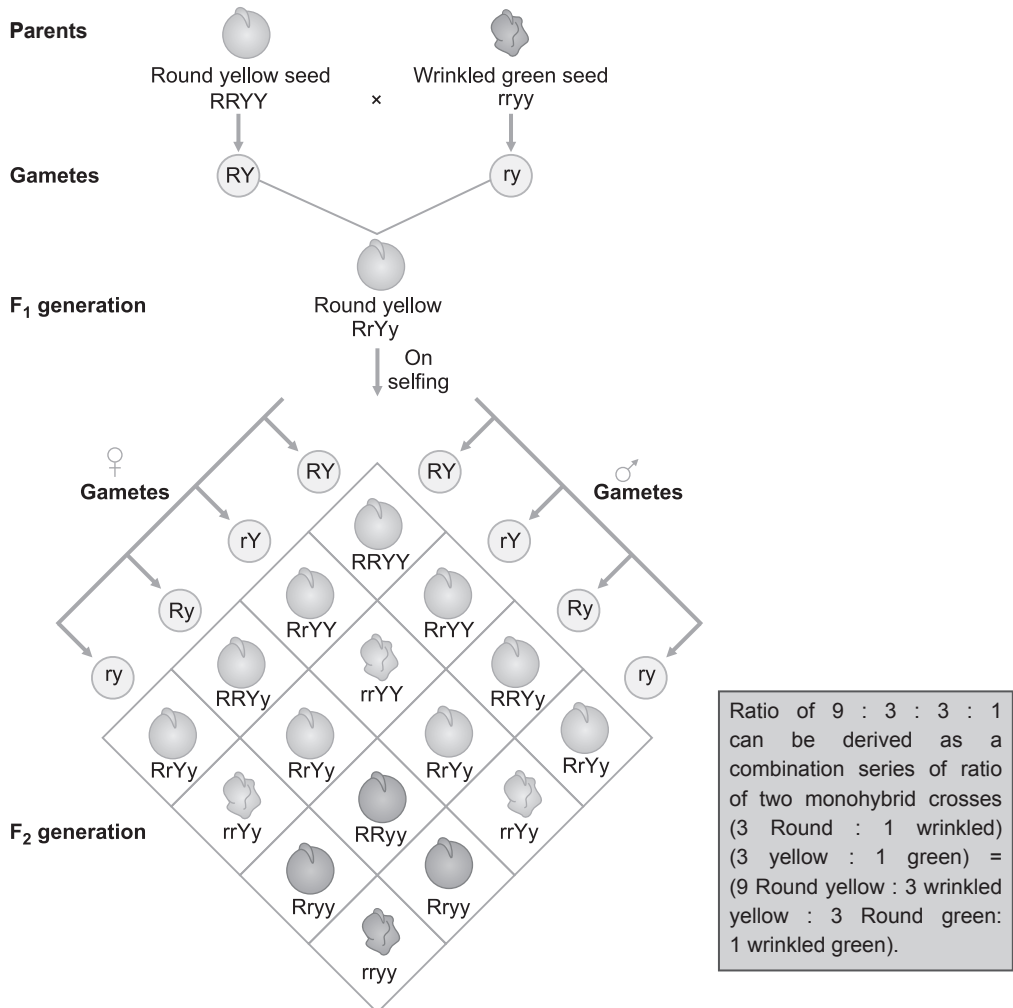 Parents
Round yellow seed
RRYY
×
Wrinkled green seed
rryy
Gametes
RY
ry
F₁ generation
Round yellow
RrYy
On
selfing
♀
Gametes
♂
Gametes
RY
RY
rY
rY
Ry
Ry
ry
ry
RRYY
RrYY
RrYY
RRYy
rrYY
RRYy
RrYy
RrYy
RrYy
RrYy
rrYy
RRyy
rrYy
F₂ generation
Rryy
Rryy
rryy
Ratio of 9 : 3 : 3 : 1
can be derived as a
combination series of ratio
of two monohybrid crosses
(3 Round : 1 wrinkled)
(3 yellow : 1 green) =
(9 Round yellow : 3 wrinkled
yellow : 3 Round green:
1 wrinkled green).